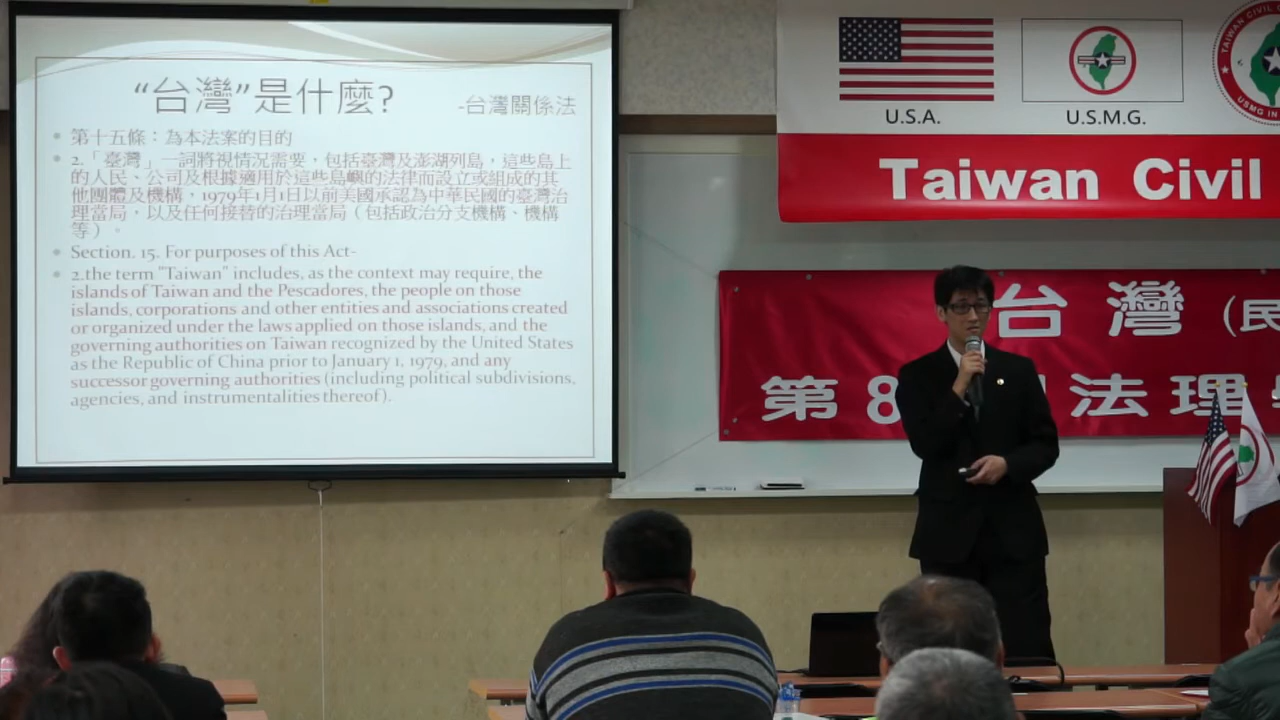 “台灣”是什麼?
-台灣關係法
第十五條：為本法案的目的
2.「臺灣」一詞將視情況需要，包括臺灣及澎湖列島，這些島上
的人民、公司及根據適用於這些島嶼的法律而設立或組成的其
他團體及機構，1979年1月1日以前美國承認為中華民國的臺灣治
理當局，以及任何接替的治理當局（包括政治分支機構、機構
等）。
Section. 15. For purposes of this Act-
2.the term "Taiwan" includes, as the context may require, the
islands of Taiwan and the Pescadores, the people on those
islands, corporations and other entities and associations created
or organized under the laws applied on those islands, and the
governing authorities on Taiwan recognized by the United States
as the Republic of China prior to January 1, 1979, and any
successor governing authorities (including political subdivisions,
agencies, and instrumentalities thereof).
U.S.A.
U.S.M.G.
TAIWAN CIVIL
USMG IN
Taiwan Civil
台灣(民
第8 法理